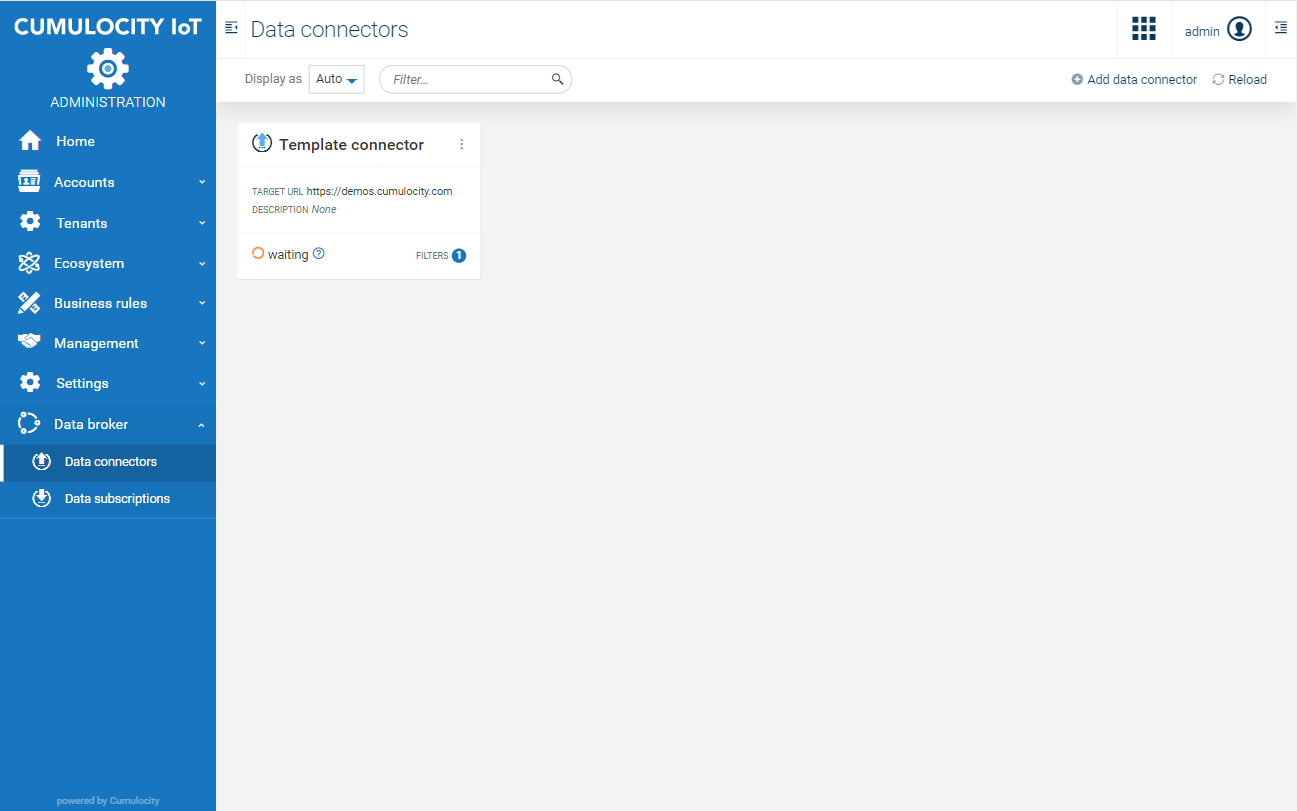 CUMULOCITY IoT
ADMINISTRATION
Home
Accounts
Tenants
Ecosystem
Business rules
Management
Settings
Data broker
Data connectors
Data subscriptions
powered by Cumulocity
Data connectors
admin
Display as Auto Filter... Add data connector Reload
Template connector
TARGET URL https://demos.cumulocity.com
DESCRIPTION None
waiting ? FILTERS 1